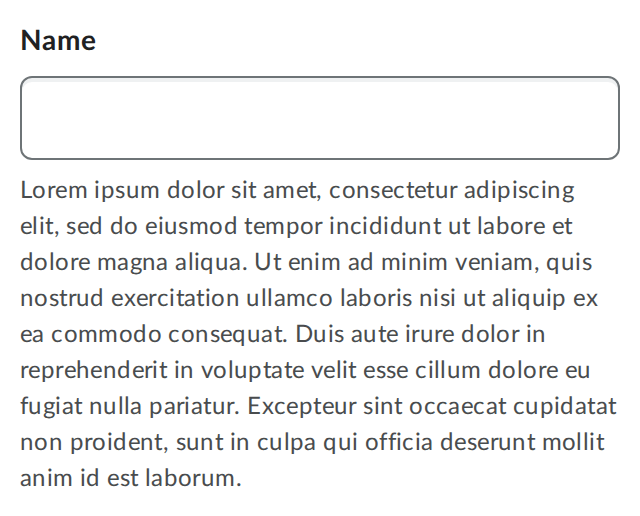 Name
Lorem ipsum dolor sit amet, consectetur adipiscing
elit, sed do eiusmod tempor incididunt ut labore et
dolore magna aliqua. Ut enim ad minim veniam, quis
nostrud exercitation ullamco laboris nisi ut aliquip ex
ea commodo consequat. Duis aute irure dolor in
reprehenderit in voluptate velit esse cillum dolore eu
fugiat nulla pariatur. Excepteur sint occaecat cupidatat
non proident, sunt in culpa qui officia deserunt mollit
anim id est laborum.